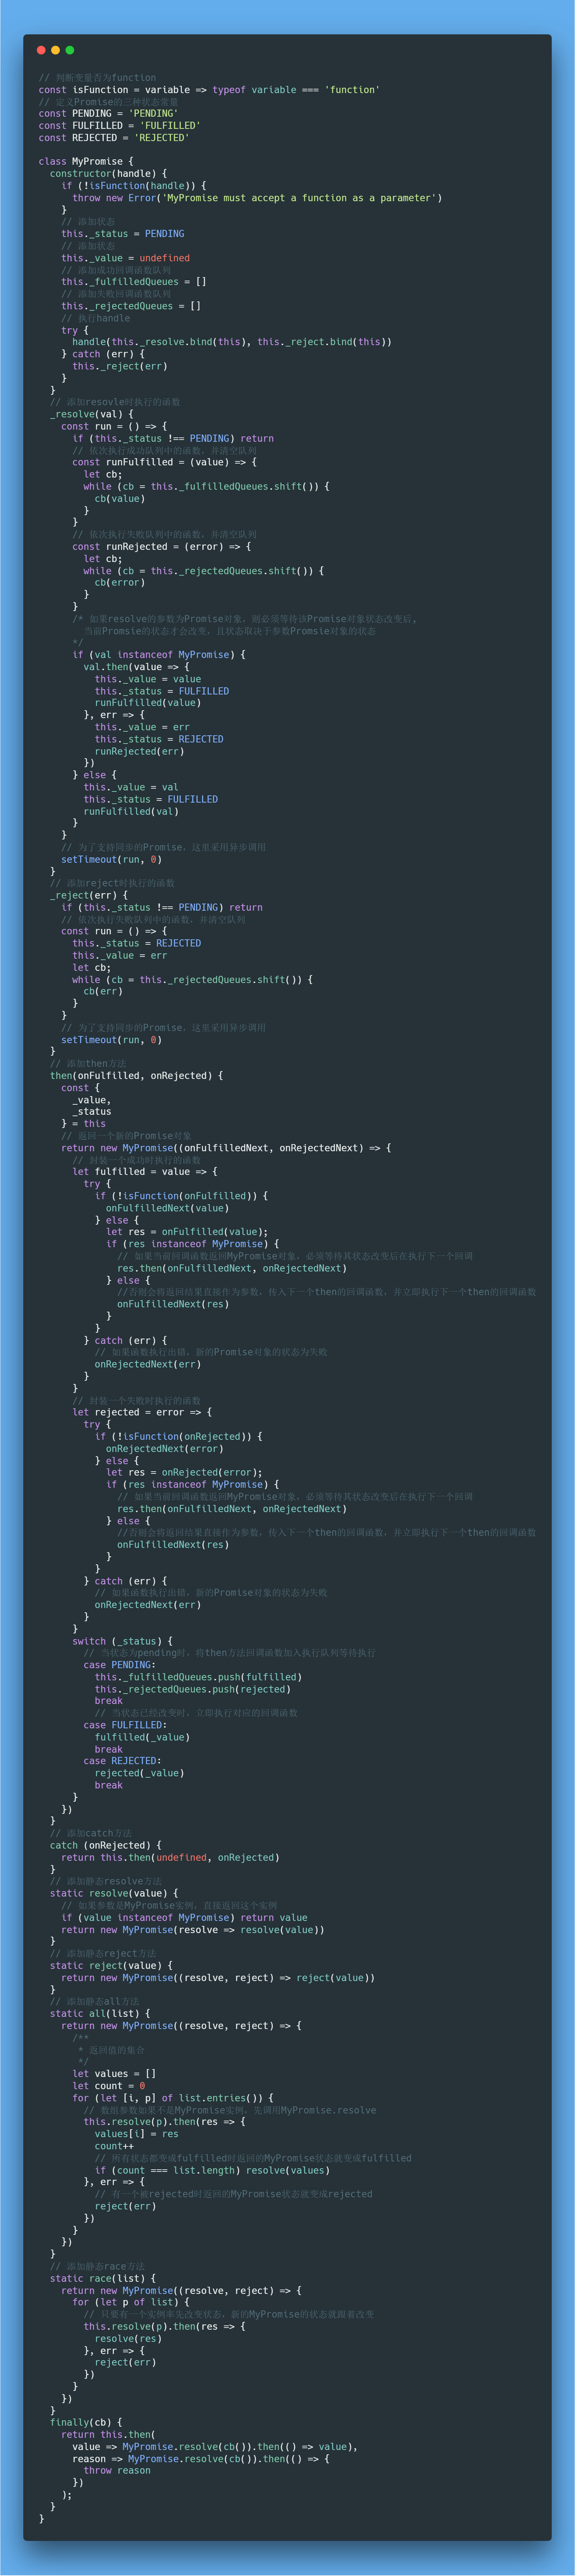 // 判断变量否为function
const isFunction = variable => typeof variable === 'function'
// 定义Promise的三种状态常量
const PENDING = 'PENDING'
const FULFILLED = 'FULFILLED'
const REJECTED = 'REJECTED'
class MyPromise {
constructor(handle) {
if (!isFunction(handle)) {
throw new Error('MyPromise must accept a function as a parameter')
}
// 添加状态
this._status = PENDING
// 添加状态
this._value = undefined
// 添加成功回调函数队列
this._fulfilledQueues = []
// 添加失败回调函数队列
this._rejectedQueues = []
// 执行handle
try {
handle(this._resolve.bind(this), this._reject.bind(this))
} catch (err) {
this._reject(err)
}
}
// 添加resovle时执行的函数
_resolve(val) {
const run = () => {
if (this._status !== PENDING) return
// 依次执行成功队列中的函数，并清空队列
const runFulfilled = (value) => {
let cb;
while (cb = this._fulfilledQueues.shift()) {
cb(value)
}
}
// 依次执行失败队列中的函数，并清空队列
const runRejected = (error) => {
let cb;
while (cb = this._rejectedQueues.shift()) {
cb(error)
}
}
/* 如果resolve的参数为Promise对象，则必须等待该Promise对象状态改变后,
当前Promsie的状态才会改变，且状态取决于参数Promsie对象的状态
*/
if (val instanceof MyPromise) {
val.then(value => {
this._value = value
this._status = FULFILLED
runFulfilled(value)
}, err => {
this._value = err
this._status = REJECTED
runRejected(err)
})
} else {
this._value = val
this._status = FULFILLED
runFulfilled(val)
}
}
// 为了支持同步的Promise，这里采用异步调用
setTimeout(run, 0)
}
// 添加reject时执行的函数
_reject(err) {
if (this._status !== PENDING) return
// 依次执行失败队列中的函数，并清空队列
const run = () => {
this._status = REJECTED
this._value = err
let cb;
while (cb = this._rejectedQueues.shift()) {
cb(err)
}
}
// 为了支持同步的Promise，这里采用异步调用
setTimeout(run, 0)
}
// 添加then方法
then(onFulfilled, onRejected) {
const {
_value,
_status
} = this
// 返回一个新的Promise对象
return new MyPromise((onFulfilledNext, onRejectedNext) => {
// 封装一个成功时执行的函数
let fulfilled = value => {
try {
if (!isFunction(onFulfilled)) {
onFulfilledNext(value)
} else {
let res = onFulfilled(value);
if (res instanceof MyPromise) {
// 如果当前回调函数返回MyPromise对象，必须等待其状态改变后在执行下一个回调
res.then(onFulfilledNext, onRejectedNext)
} else {
//否则会将返回结果直接作为参数，传入下一个then的回调函数，并立即执行下一个then的回调函数
onFulfilledNext(res)
}
}
} catch (err) {
// 如果函数执行出错，新的Promise对象的状态为失败
onRejectedNext(err)
}
}
// 封装一个失败时执行的函数
let rejected = error => {
try {
if (!isFunction(onRejected)) {
onRejectedNext(error)
} else {
let res = onRejected(error);
if (res instanceof MyPromise) {
// 如果当前回调函数返回MyPromise对象，必须等待其状态改变后在执行下一个回调
res.then(onFulfilledNext, onRejectedNext)
} else {
//否则会将返回结果直接作为参数，传入下一个then的回调函数，并立即执行下一个then的回调函数
onFulfilledNext(res)
}
}
} catch (err) {
// 如果函数执行出错，新的Promise对象的状态为失败
onRejectedNext(err)
}
}
switch (_status) {
// 当状态为pending时，将then方法回调函数加入执行队列等待执行
case PENDING:
this._fulfilledQueues.push(fulfilled)
this._rejectedQueues.push(rejected)
break
// 当状态已经改变时，立即执行对应的回调函数
case FULFILLED:
fulfilled(_value)
break
case REJECTED:
rejected(_value)
break
}
})
}
// 添加catch方法
catch (onRejected) {
return this.then(undefined, onRejected)
}
// 添加静态resolve方法
static resolve(value) {
// 如果参数是MyPromise实例，直接返回这个实例
if (value instanceof MyPromise) return value
return new MyPromise(resolve => resolve(value))
}
// 添加静态reject方法
static reject(value) {
return new MyPromise((resolve, reject) => reject(value))
}
// 添加静态all方法
static all(list) {
return new MyPromise((resolve, reject) => {
/**
* 返回值的集合
*/
let values = []
let count = 0
for (let [i, p] of list.entries()) {
// 数组参数如果不是MyPromise实例，先调用MyPromise.resolve
this.resolve(p).then(res => {
values[i] = res
count++
// 所有状态都变成fulfilled时返回的MyPromise状态就变成fulfilled
if (count === list.length) resolve(values)
}, err => {
// 有一个被rejected时返回的MyPromise状态就变成rejected
reject(err)
})
}
})
}
// 添加静态race方法
static race(list) {
return new MyPromise((resolve, reject) => {
for (let p of list) {
// 只要有一个实例率先改变状态，新的MyPromise的状态就跟着改变
this.resolve(p).then(res => {
resolve(res)
}, err => {
reject(err)
})
}
})
}
finally(cb) {
return this.then(
value => MyPromise.resolve(cb()).then(() => value),
reason => MyPromise.resolve(cb()).then(() => {
throw reason
})
);
}
}